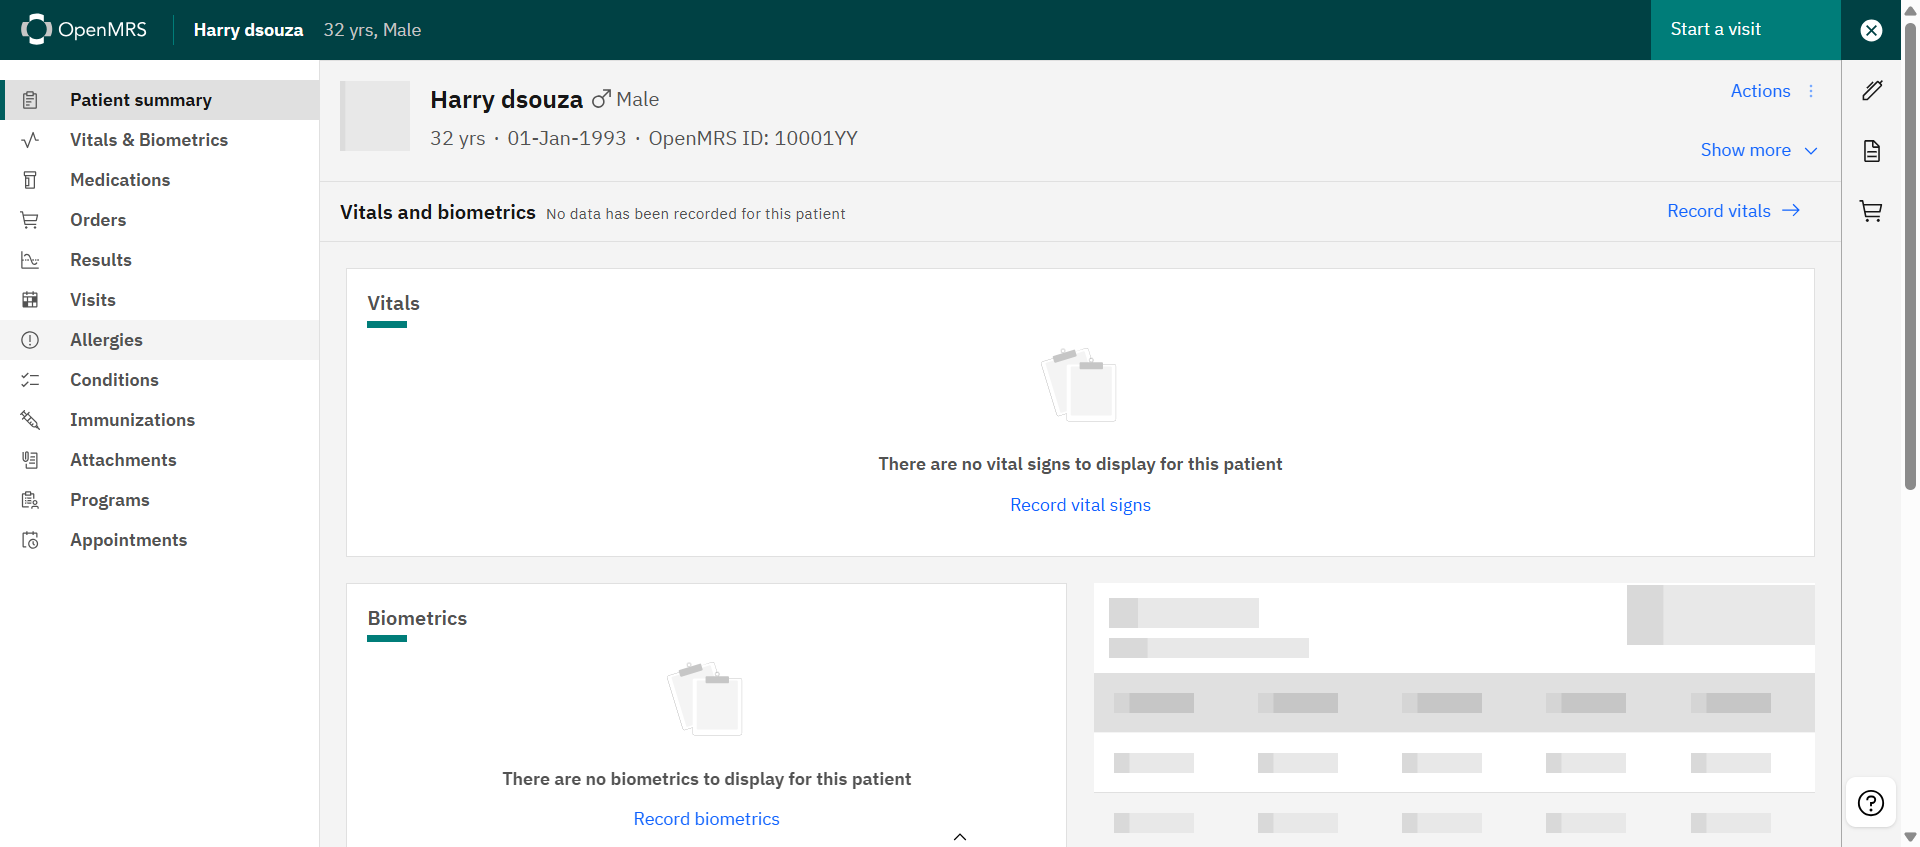 OpenMRS Harry dsouza 32 yrs, Male Start a visit
Patient summary
Vitals & Biometrics
Medications
Orders
Results
Visits
Allergies
Conditions
Immunizations
Attachments
Programs
Appointments
Harry dsouza Male
Actions
32 yrs · 01-Jan-1993 · OpenMRS ID: 10001YY
Show more
Vitals and biometrics No data has been recorded for this patient
Record vitals
Vitals
There are no vital signs to display for this patient
Record vital signs
Biometrics
There are no biometrics to display for this patient
Record biometrics